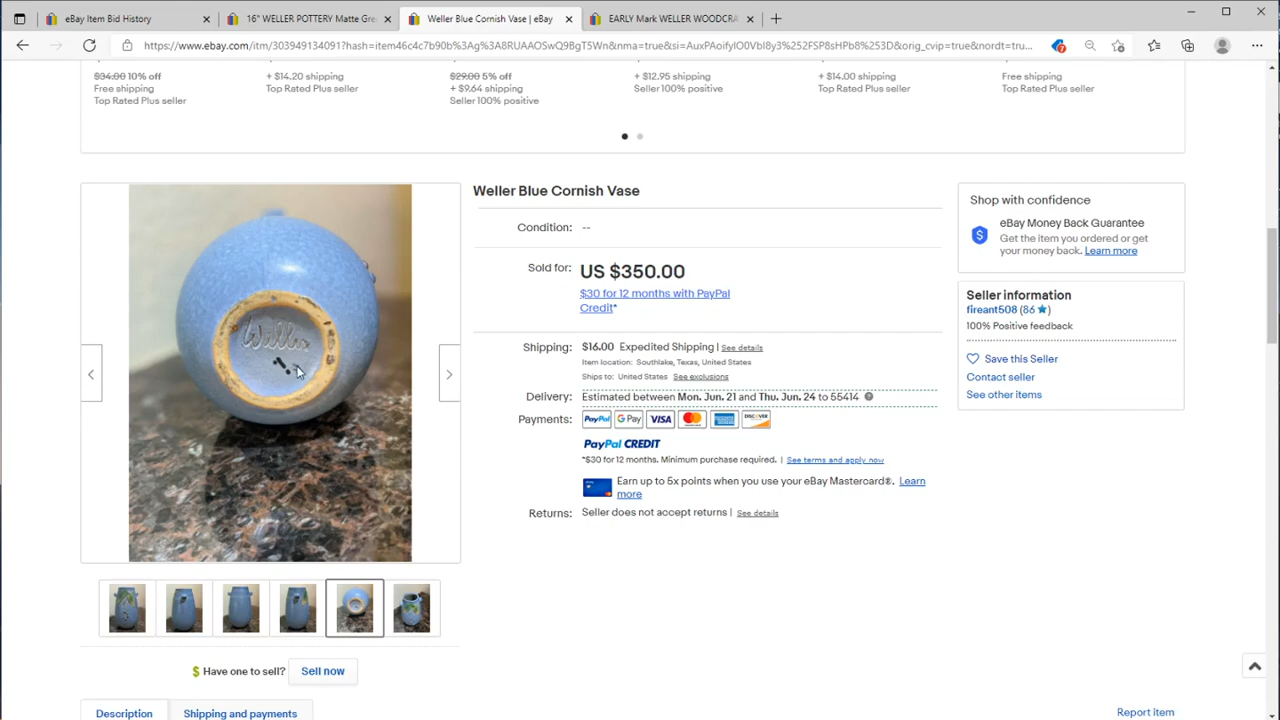 eBay Item Bid History
16" WELLER POTTERY Matte Gre
Weller Blue Cornish Vase | eBay
EARLY Mark WELLER WOODCRA
https://www.ebay.com/itm/303949134091?hash=item46c4c7b90b%3Ag%3A8RUAAOSwQ9BgT5Wn&nma=true&si=AuxPAoifyIO0VbI8y3%252FSP8sHPb8%253D&orig_cvip=true&nordt=tru...
$34.00 10% off
Free shipping
Top Rated Plus seller
+ $14.20 shipping
Top Rated Plus seller
$29.00 5% off
+ $9.64 shipping
Seller 100% positive
+ $12.95 shipping
Seller 100% positive
+ $14.00 shipping
Top Rated Plus seller
Free shipping
Top Rated Plus seller
Weller
Weller Blue Cornish Vase
Condition: --
Sold for: US $350.00
$30 for 12 months with PayPal
Credit*
Shipping: $16.00 Expedited Shipping | See details
Item location: Southlake, Texas, United States
Ships to: United States See exclusions
Delivery: Estimated between Mon. Jun. 21 and Thu. Jun. 24 to 55414
Payments: PayPal G Pay VISA DISCOVER
PayPal CREDIT
*$30 for 12 months. Minimum purchase required. | See terms and apply now
Earn up to 5x points when you use your eBay Mastercard®. Learn
more
Returns: Seller does not accept returns | See details
Shop with confidence
eBay Money Back Guarantee
Get the item you ordered or get
your money back. Learn more
Seller information
fireant508 (86 )
100% Positive feedback
Save this Seller
Contact seller
See other items
$ Have one to sell? Sell now
Description
Shipping and payments
Report item